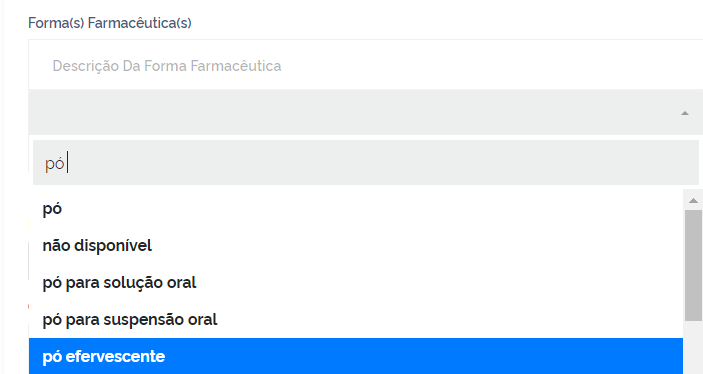 Forma(s) Farmacêutica(s)
Descrição Da Forma Farmacêutica
pó
pó
não disponível
pó para solução oral
pó para suspensão oral
pó efervescente